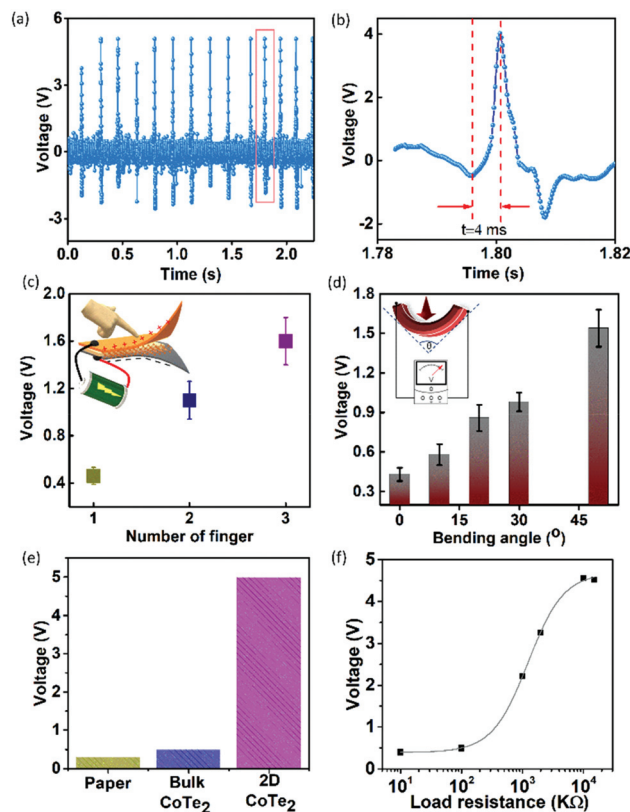 (a)
6
3
0
-3
Voltage (V)
0.0 0.5 1.0 1.5 2.0
Time (s)
(b)
4
2
0
-2
Voltage (V)
t=4 ms
1.78 1.80 1.82
Time (s)
(c)
2.0
1.6
1.2
0.8
0.4
Voltage (V)
1 2 3
Number of finger
(d)
1.8
1.5
1.2
0.9
0.6
0.3
Voltage (V)
θ
V
0 15 30 45
Bending angle (°)
(e)
5
4
3
2
1
0
Voltage (V)
Paper Bulk 2D
CoTe₂ CoTe₂
(f)
5
4
3
2
1
0
Voltage (V)
10¹ 10² 10³ 10⁴
Load resistance (KΩ)